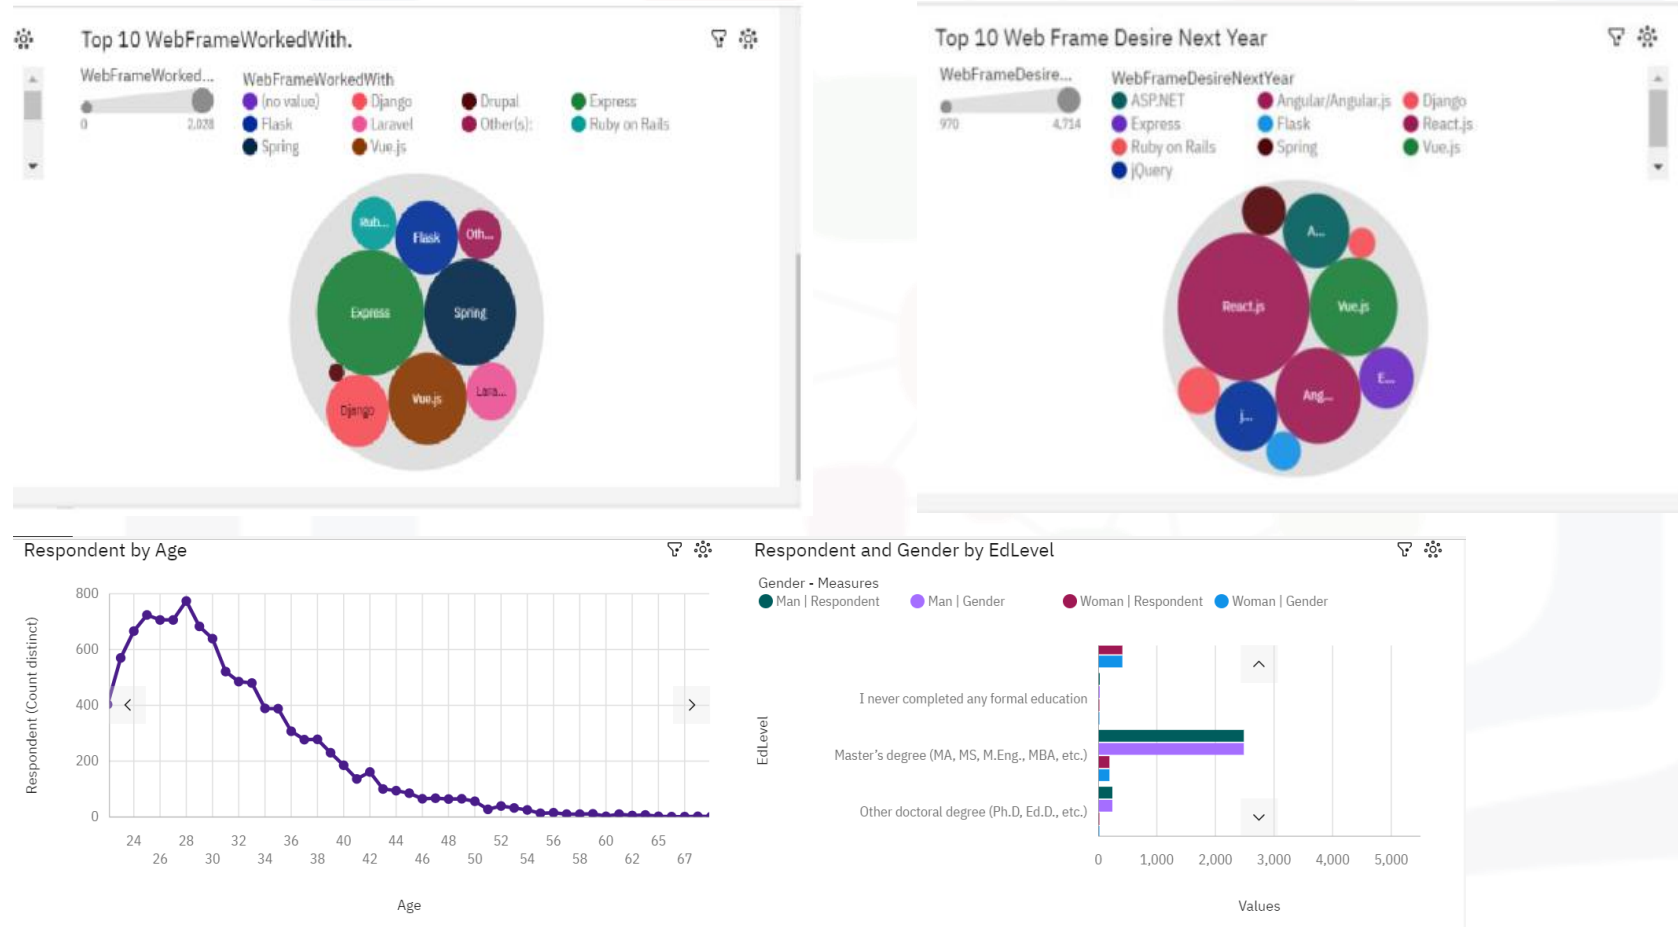 Top 10 WebFrameWorkedWith.
WebFrameWorked...
0 2,028
WebFrameWorkedWith
(no value) Django Drupal Express
Flask Laravel Other(s): Ruby on Rails
Spring Vue.js
Rub...
Flask
Oth...
Express
Spring
Django
Vue.js
Lara...
Top 10 Web Frame Desire Next Year
WebFrameDesire...
970 4,714
WebFrameDesireNextYear
ASP.NET Angular/Angular.js Django
Express Flask React.js
Ruby on Rails Spring Vue.js
jQuery
A...
React.js
Vue.js
E...
Ang...
j...
Respondent by Age
Respondent (Count distinct)
800
600
400
200
0
24 28 32 36 40 44 48 52 56 60 65
26 30 34 38 42 46 50 54 58 62 67
Age
Respondent and Gender by EdLevel
Gender - Measures
Man | Respondent Man | Gender Woman | Respondent Woman | Gender
EdLevel
I never completed any formal education
Master's degree (MA, MS, M.Eng., MBA, etc.)
Other doctoral degree (Ph.D, Ed.D., etc.)
0 1,000 2,000 3,000 4,000 5,000
Values